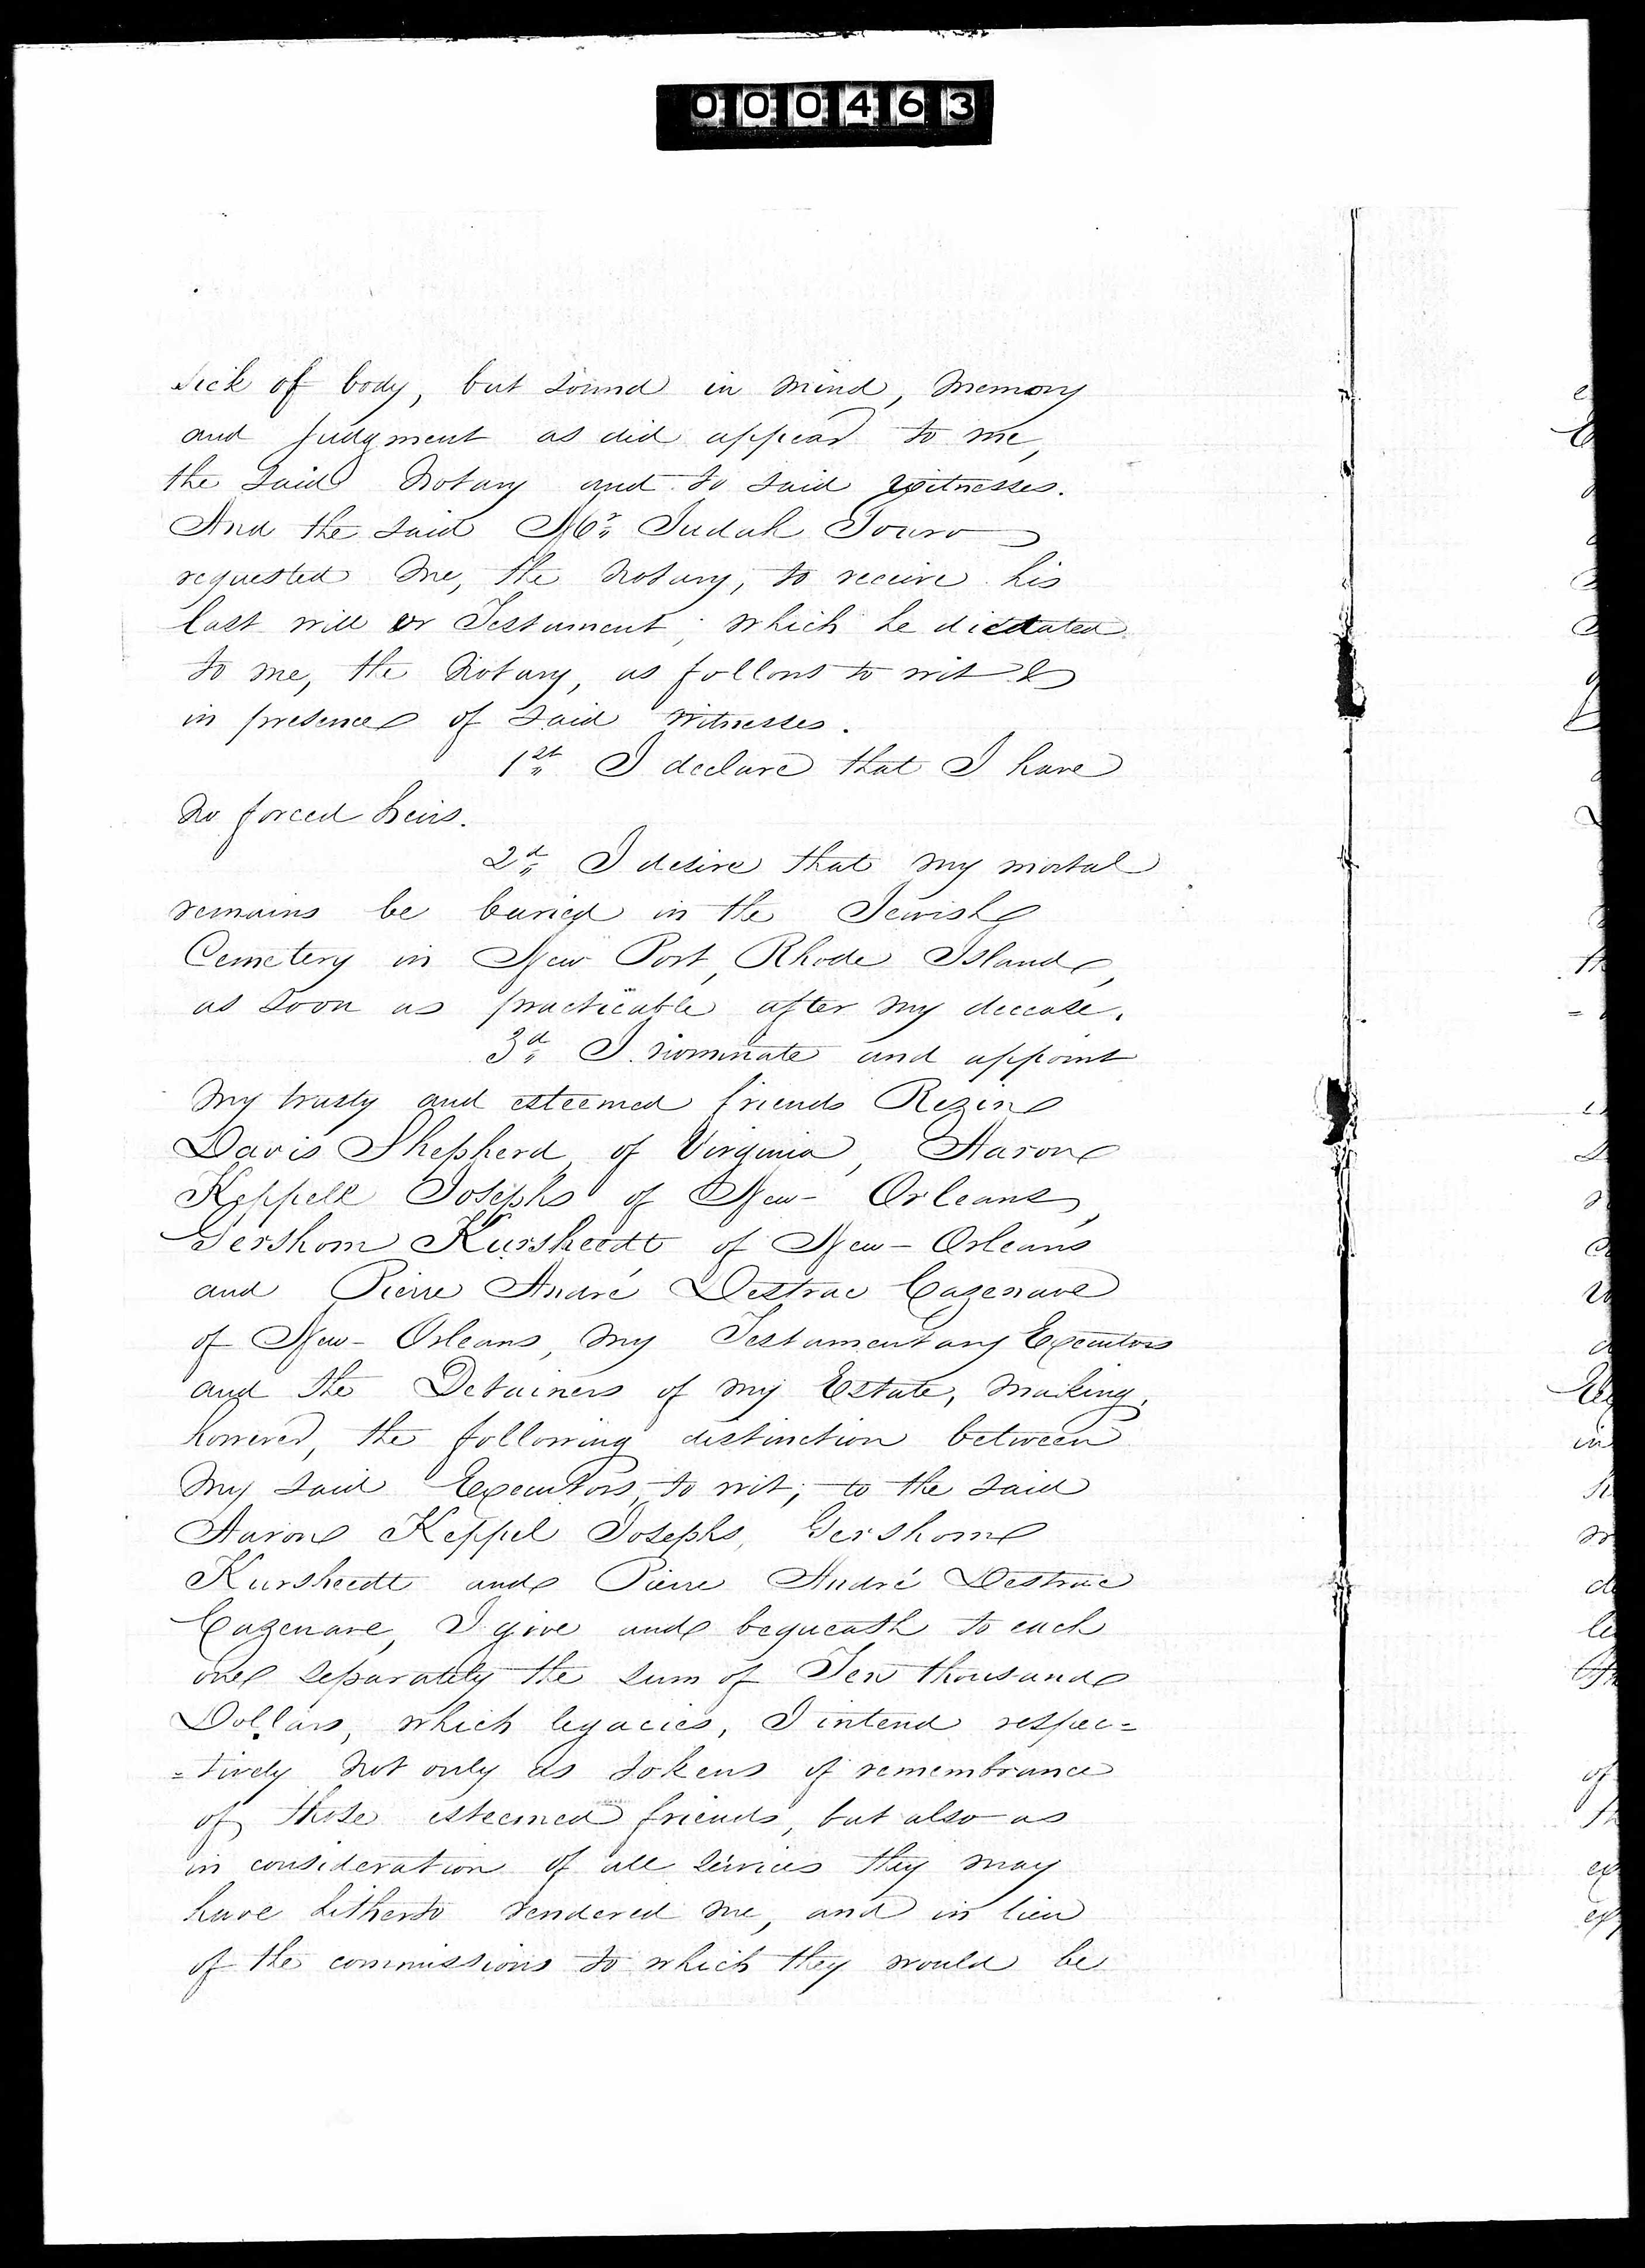 000463
sick of body, but sound in mind, memory
and judgment as did appear to me,
the said Notary and to said witnesses.
And the said Mr. Judah Touro
requested me, the Notary, to receive his
last will or Testament, which he dictated
to me, the Notary, as follows to wit &
in presence of said witnesses.
1st I declare that I have
no forced heirs.
2d I desire that my mortal
remains be buried in the Jewish
Cemetery in New Port, Rhode Island,
as soon as practicable after my decease.
3d I nominate and appoint
my trusty and esteemed friends Rezin
Davis Shepherd, of Virginia, Aaron
Keppell Josephs of New-Orleans,
Gershom Kursheedt of New-Orleans
and Pierre André Destrac Cazenave
of New-Orleans, my Testamentary Executors
and the Detainers of my Estate, making,
however, the following distinction between
my said Executors, to wit; to the said
Aaron Keppel Josephs, Gershom
Kursheedt and Pierre André Destrac
Cazenave, I give and bequeath to each
one separately the sum of Ten thousand
Dollars, which legacies, I intend respec=
=tively not only as tokens of remembrance
of those esteemed friends, but also as
in consideration of all services they may
have hitherto rendered me, and in lieu
of the commissions to which they would be